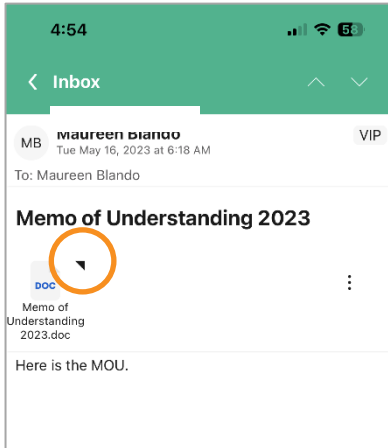 4:54
53
Inbox
MB
Maureen Blando
VIP
Tue May 16, 2023 at 6:18 AM
To: Maureen Blando
Memo of Understanding 2023
DOC
Memo of
Understanding
2023.doc
Here is the MOU.